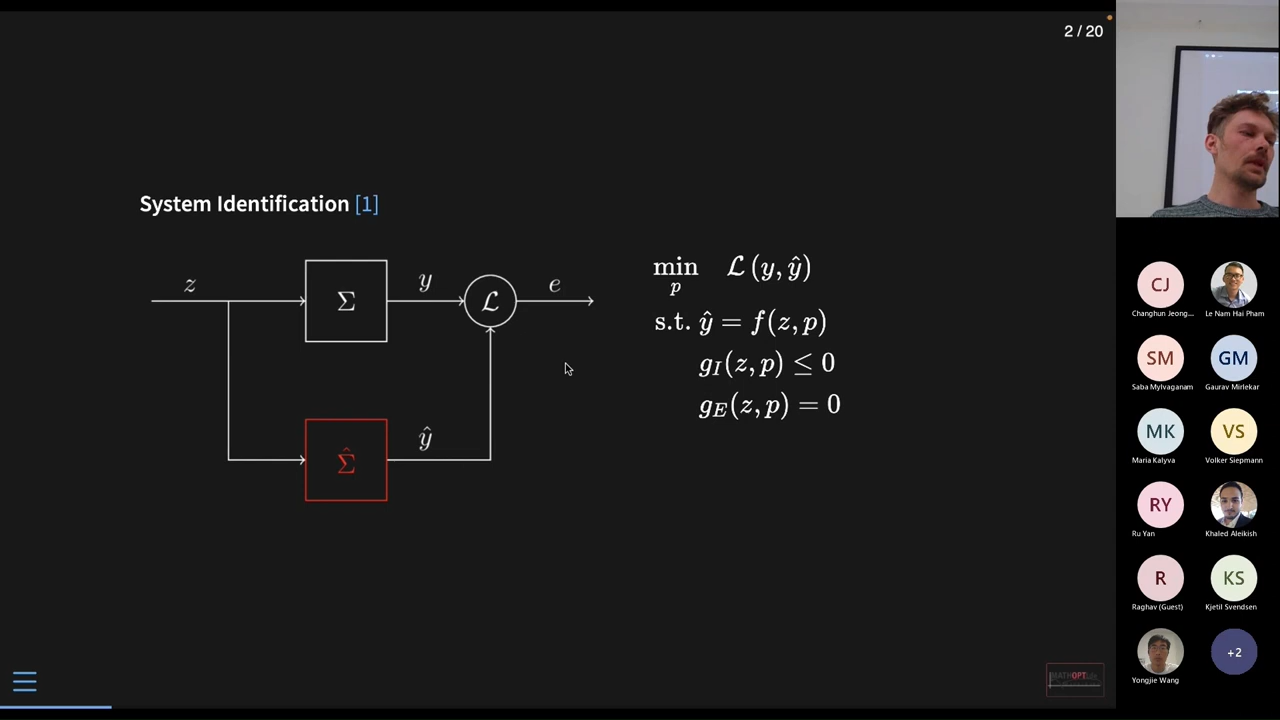 2 / 20
System Identification [1]
z
Σ
y
ℒ
e
Σ̂
ŷ
min p ℒ(y, ŷ)
s.t. ŷ = f(z, p)
g_I(z, p) ≤ 0
g_E(z, p) = 0
MATHOPT
CJ
Changhun Jeong...
Le Nam Hai Pham
SM
Saba Mylvaganam
GM
Gaurav Mirlekar
MK
Maria Kalyva
VS
Volker Siepmann
RY
Ru Yan
Khaled Aleikish
R
Raghav (Guest)
KS
Kjetil Svendsen
Yongjie Wang
+2